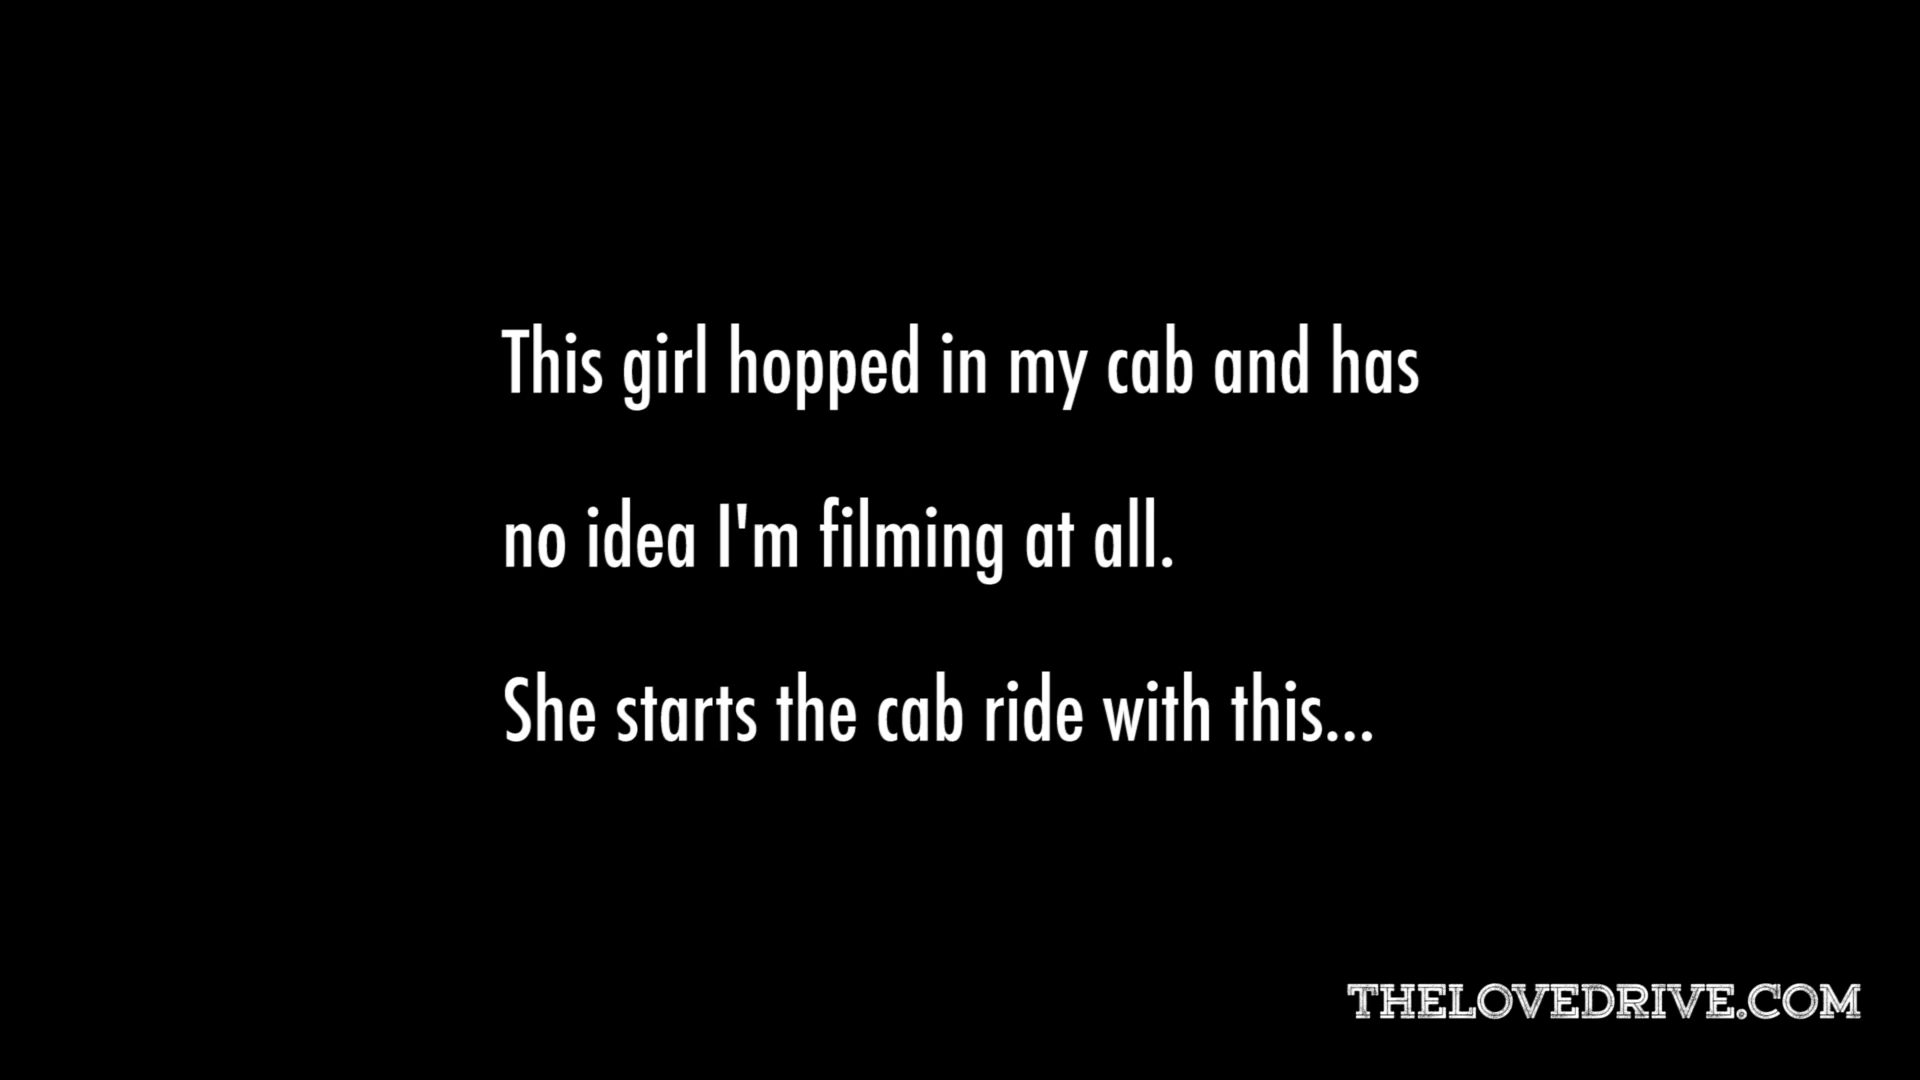 This girl hopped in my cab and has
no idea I'm filming at all.
She starts the cab ride with this...
THELOVEDRIVE.COM